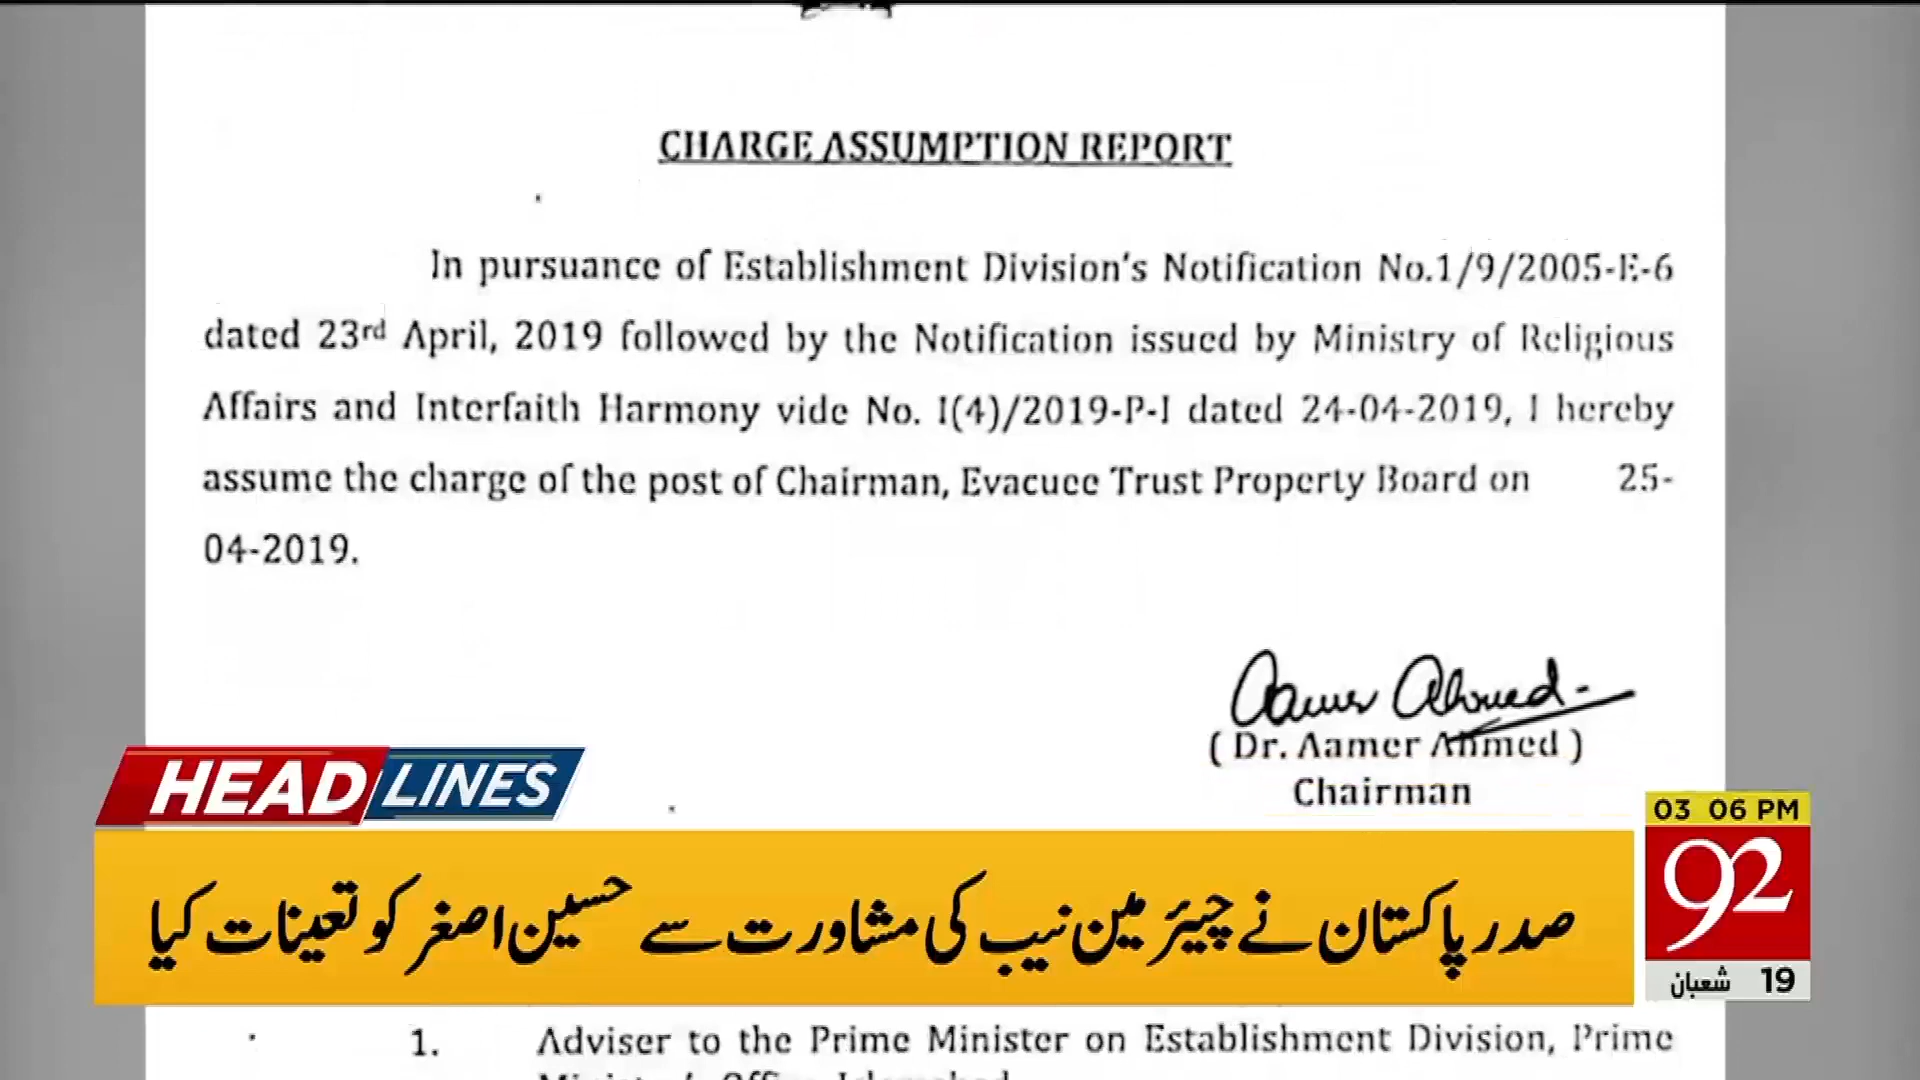 CHARGE ASSUMPTION REPORT
In pursuance of Establishment Division's Notification No.1/9/2005-E-6
dated 23rd April, 2019 followed by the Notification issued by Ministry of Religious
Affairs and Interfaith Harmony vide No. I(4)/2019-P-I dated 24-04-2019, I hereby
assume the charge of the post of Chairman, Evacuee Trust Property Board on 25-
04-2019.
Aamer Ahmed
( Dr. Aamer Ahmed )
Chairman
HEADLINES
03 06 PM
92
صدر پاکستان نے چیئرمین نیب کی مشاورت سے حسین اصغر کو تعینات کیا
19 شعبان
1. Adviser to the Prime Minister on Establishment Division, Prime